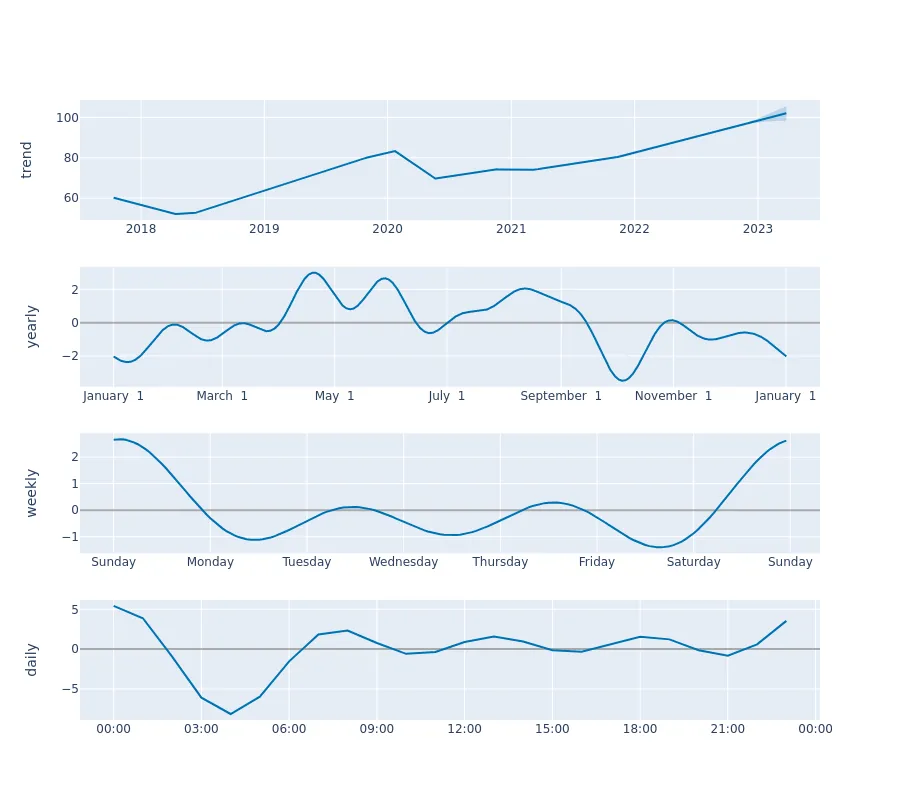 trend
100
80
60
2018 2019 2020 2021 2022 2023
yearly
2
0
−2
January 1 March 1 May 1 July 1 September 1 November 1 January 1
weekly
2
1
0
−1
Sunday Monday Tuesday Wednesday Thursday Friday Saturday Sunday
daily
5
0
−5
00:00 03:00 06:00 09:00 12:00 15:00 18:00 21:00 00:00